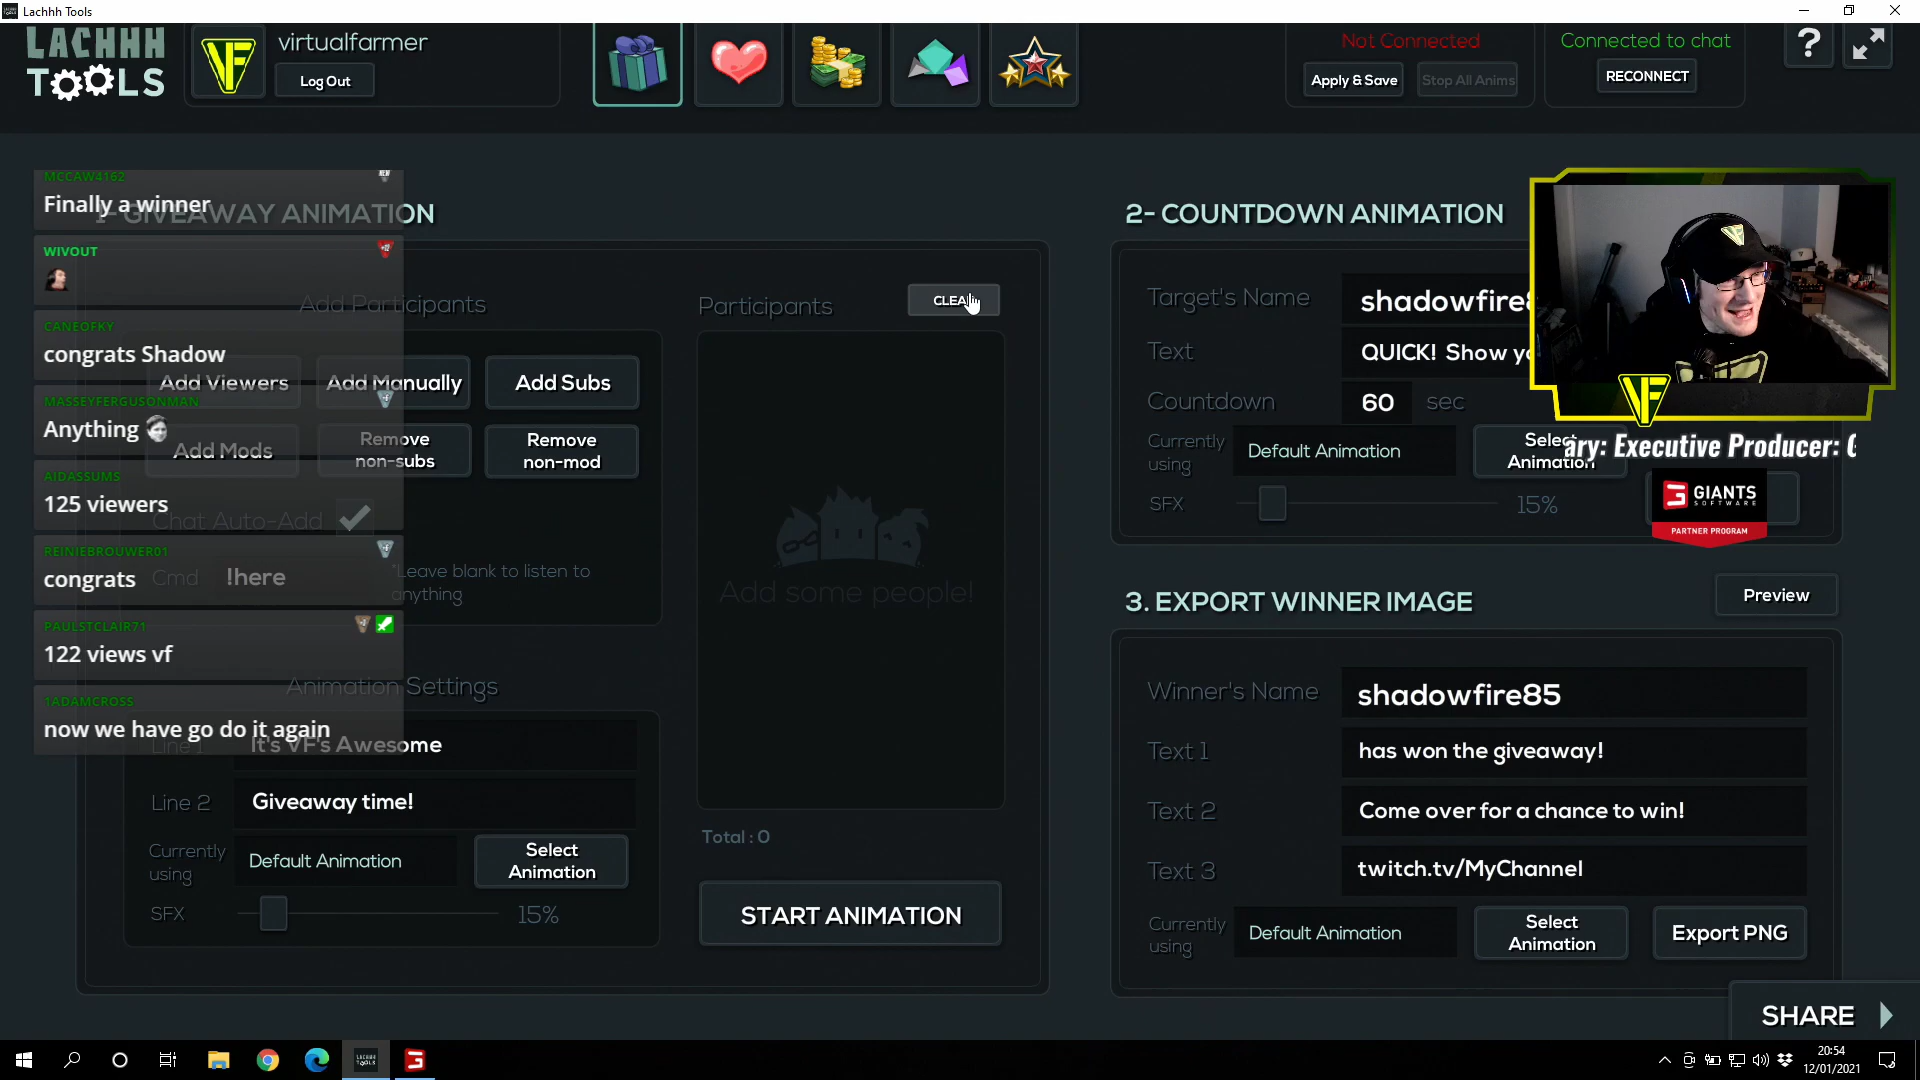 Lachhh Tools
LACHHH TOOLS
virtualfarmer
Log Out
Not Connected
Apply & Save
Stop All Anims
Connected to chat
RECONNECT
?
1- GIVEAWAY ANIMATION
Add Participants
Add Viewers
Add Manually
Add Subs
Add Mods
Remove non-subs
Remove non-mod
Chat Auto-Add
Cmd
!here
*Leave blank to listen to anything
Animation Settings
Line 1
It's VF's Awesome
Line 2
Giveaway time!
Currently using
Default Animation
Select Animation
SFX
15%
MCCAW4162
Finally a winner
WIVOUT
CANEOFKY
congrats Shadow
MASSEYFERGUSONMAN
Anything
AIDASSUMS
125 viewers
REINIEBROUWER01
congrats
PAULSTCLAIR71
122 views vf
1ADAMCROSS
now we have go do it again
Participants
CLEAR
Add some people!
Total : 0
START ANIMATION
2- COUNTDOWN ANIMATION
Target's Name
Text
QUICK! Show
Countdown
60
sec
Currently using
Default Animation
Select Animation
SFX
15%
VF
ary: Executive Producer: G
GIANTS
SOFTWARE
PARTNER PROGRAM
3. EXPORT WINNER IMAGE
Preview
Winner's Name
shadowfire85
Text 1
has won the giveaway!
Text 2
Come over for a chance to win!
Text 3
twitch.tv/MyChannel
Currently using
Default Animation
Select Animation
Export PNG
SHARE
20:54
12/01/2021